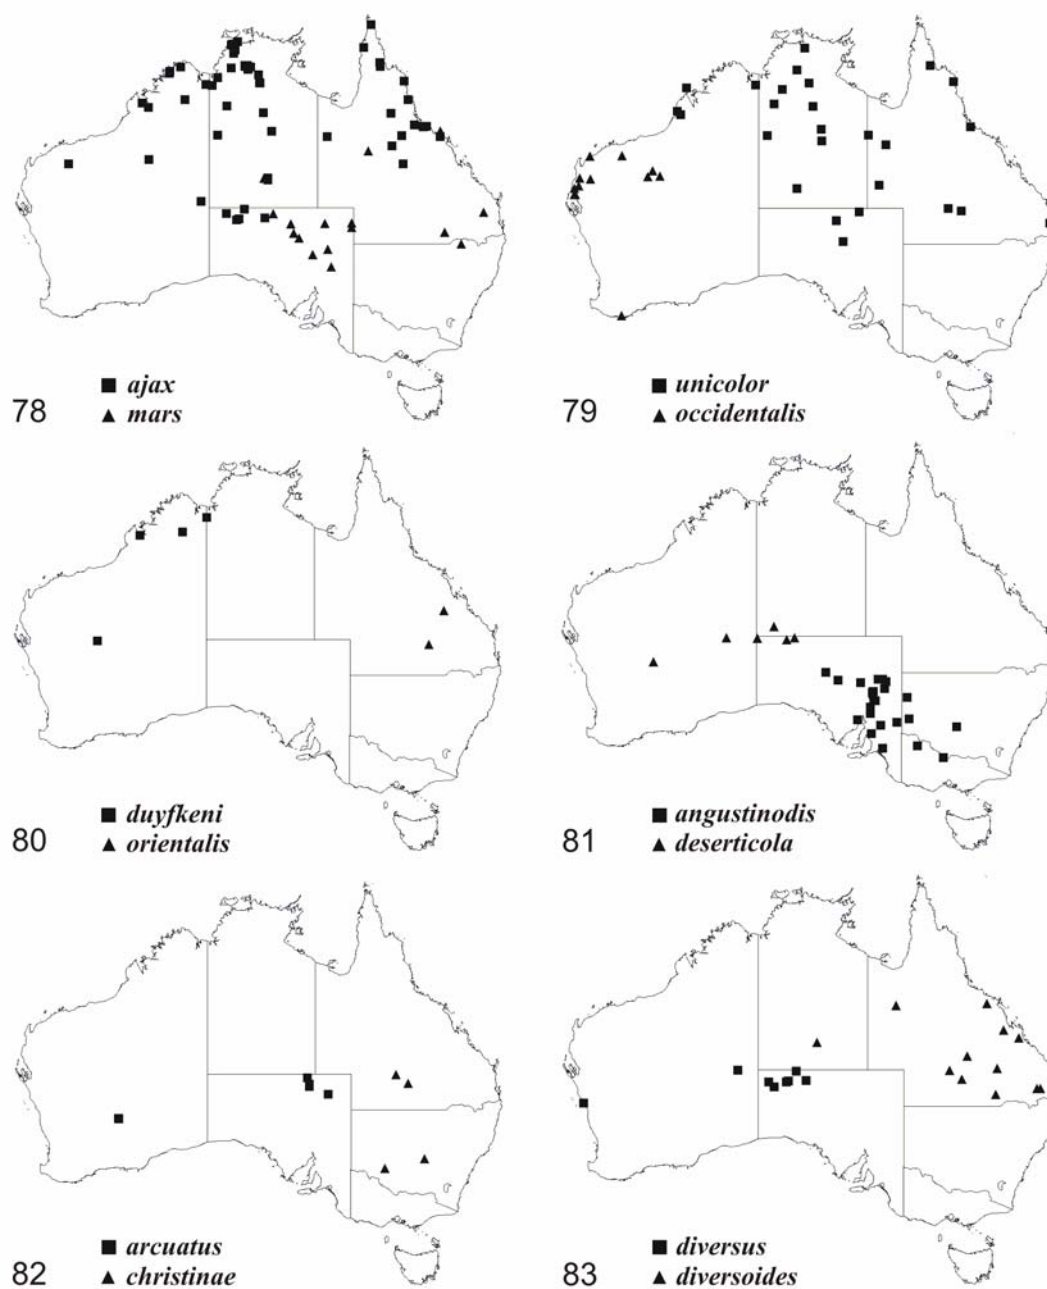 78
■ ajax
▲ mars
79
■ unicolor
▲ occidentalis
80
■ duyfkeni
▲ orientalis
81
■ angustinodis
▲ deserticola
82
■ arcuatus
▲ christinae
83
■ diversus
▲ diversoides